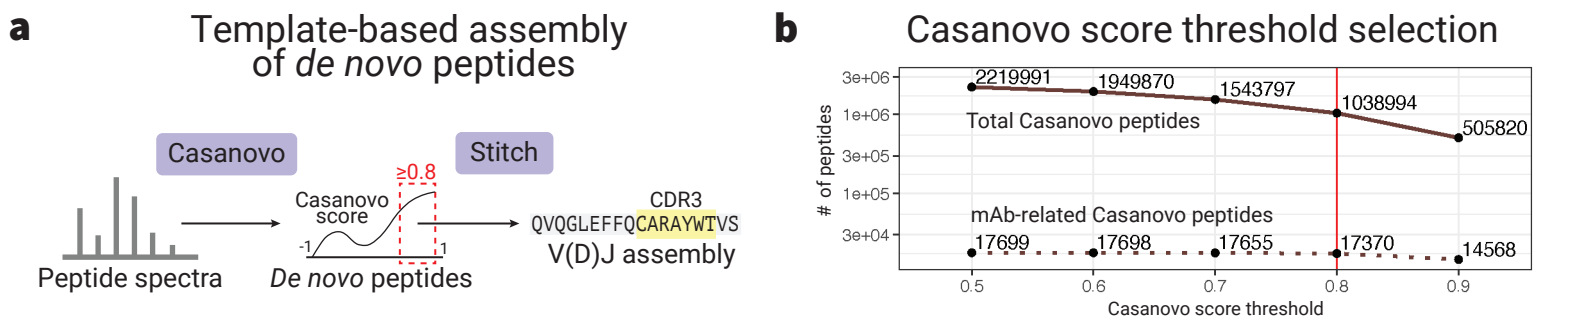 a
Template-based assembly
of de novo peptides
Casanovo
Stitch
≥0.8
Casanovo
score
-1
1
CDR3
QVQGLEFFQCARAYWTVS
Peptide spectra
De novo peptides
V(D)J assembly
b
Casanovo score threshold selection
# of peptides
3e+06
1e+06
3e+05
1e+05
3e+04
2219991
1949870
1543797
1038994
505820
Total Casanovo peptides
mAb-related Casanovo peptides
17699
17698
17655
17370
14568
0.5
0.6
0.7
0.8
0.9
Casanovo score threshold